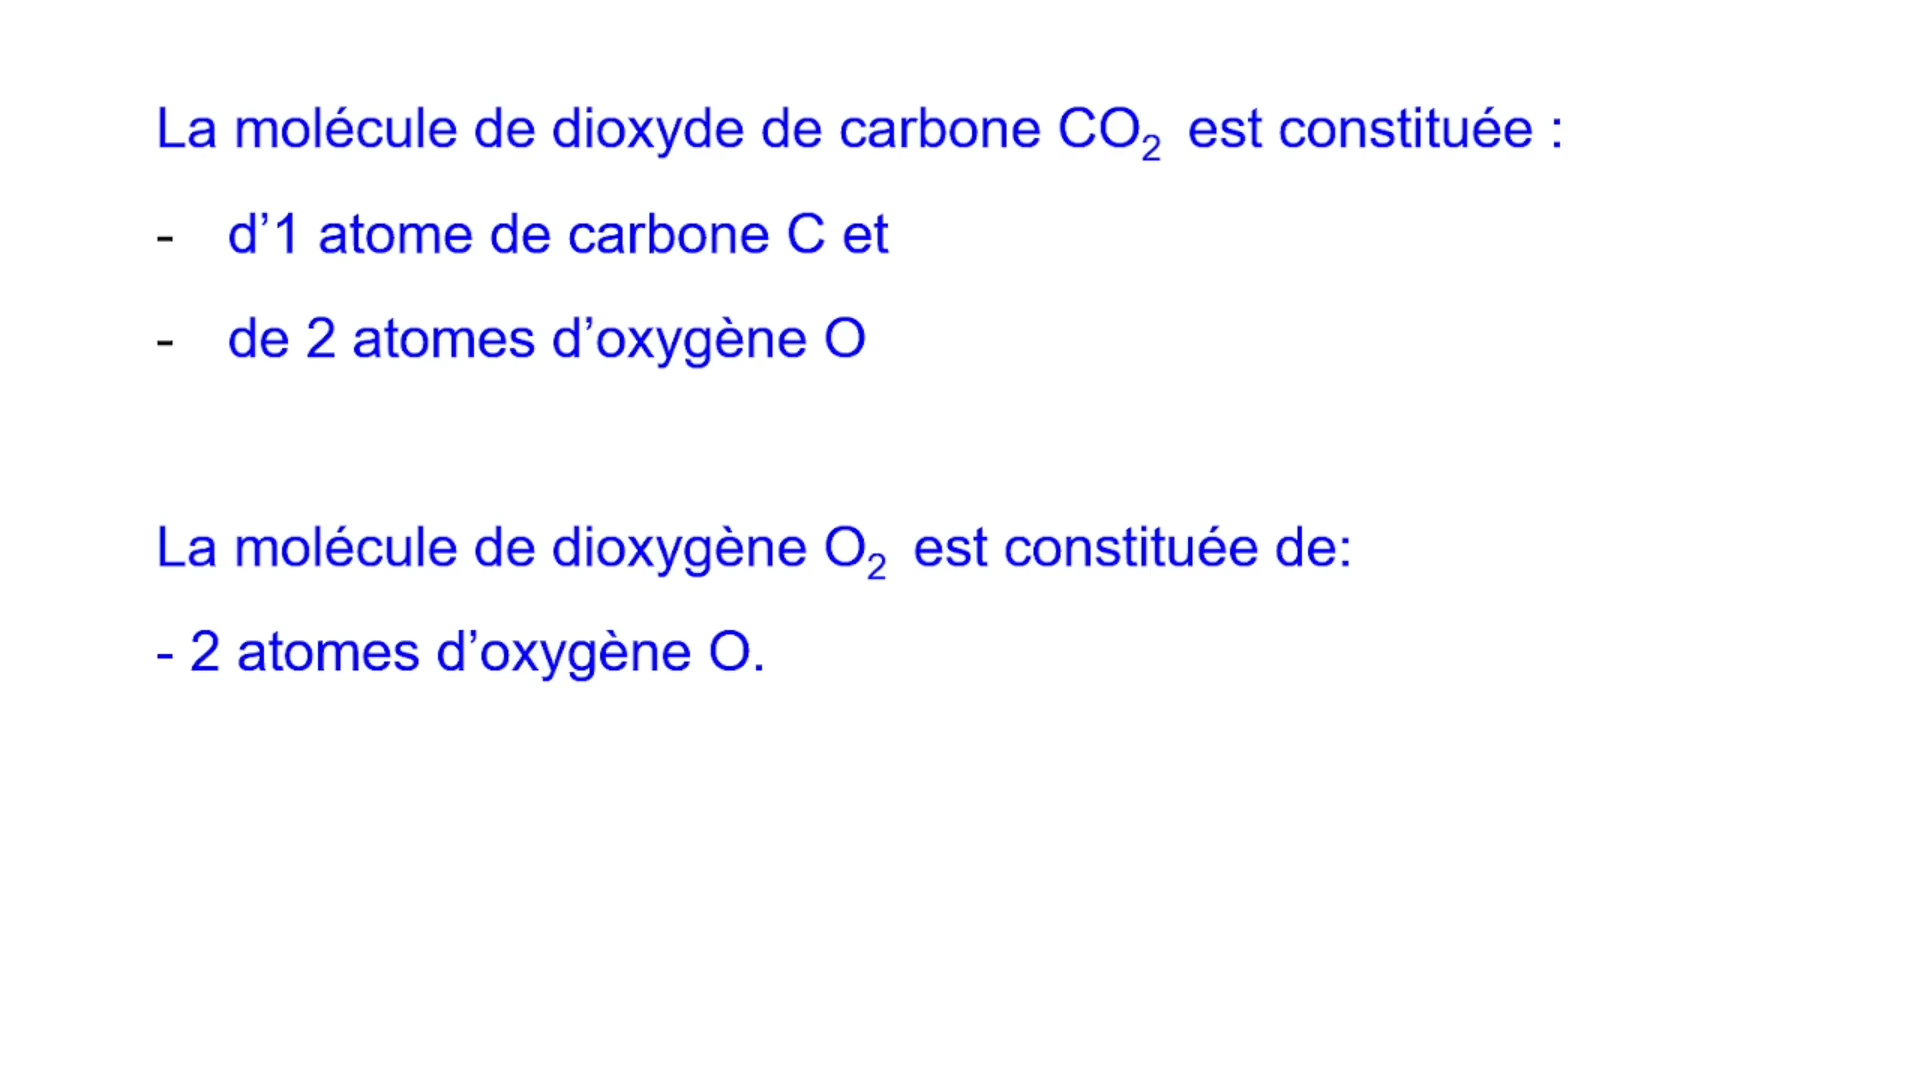 La molécule de dioxyde de carbone CO₂ est constituée :
- d’1 atome de carbone C et
- de 2 atomes d’oxygène O
La molécule de dioxygène O₂ est constituée de:
- 2 atomes d’oxygène O.